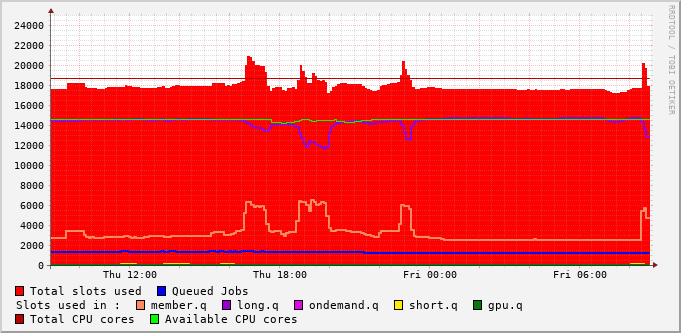 RRDTOOL / TOBI OETIKER
24000
22000
20000
18000
16000
14000
12000
10000
8000
6000
4000
2000
0
Thu 12:00 Thu 18:00 Fri 00:00 Fri 06:00
Total slots used Queued Jobs
Slots used in : member.q long.q ondemand.q short.q gpu.q
Total CPU cores Available CPU cores